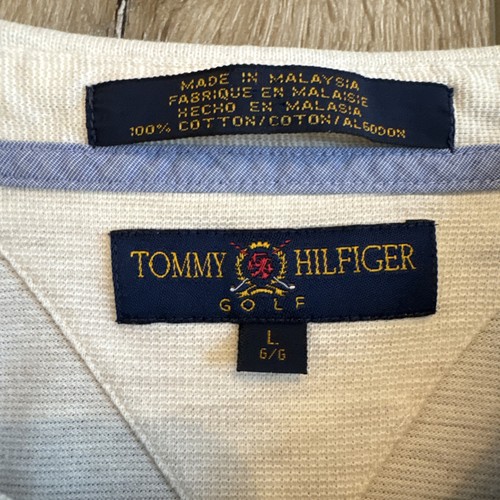 MADE IN MALAYSIA
FABRIQUE EN MALAISIE
HECHO EN MALASIA
100% COTTON/COTON/ALGODON
TOMMY HILFIGER
GOLF
L
G/G